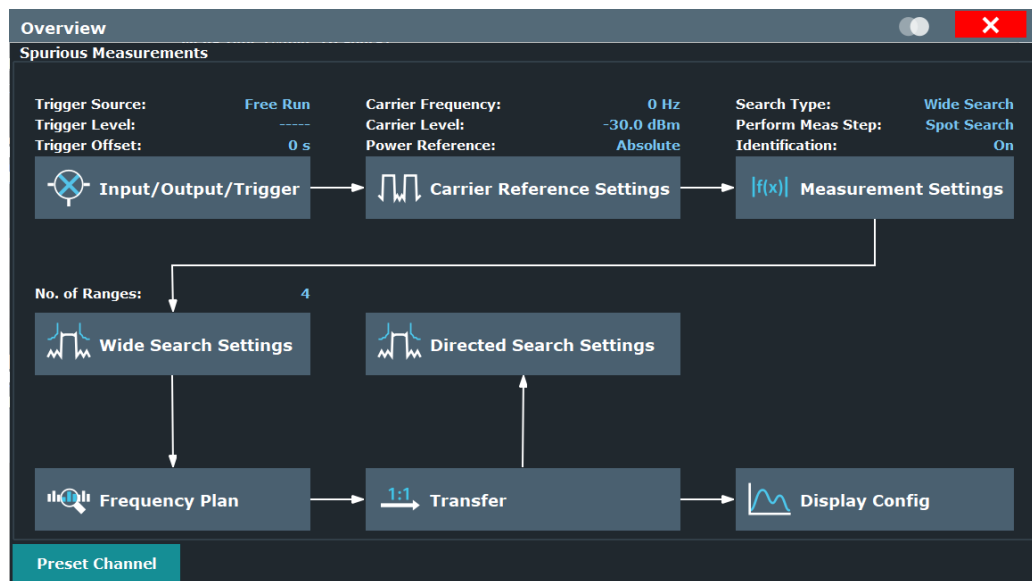 Overview
Spurious Measurements
Trigger Source: Free Run
Trigger Level: -----
Trigger Offset: 0 s
Carrier Frequency: 0 Hz
Carrier Level: -30.0 dBm
Power Reference: Absolute
Search Type: Wide Search
Perform Meas Step: Spot Search
Identification: On
Input/Output/Trigger
Carrier Reference Settings
|f(x)| Measurement Settings
No. of Ranges: 4
Wide Search Settings
Directed Search Settings
Frequency Plan
1:1 Transfer
Display Config
Preset Channel